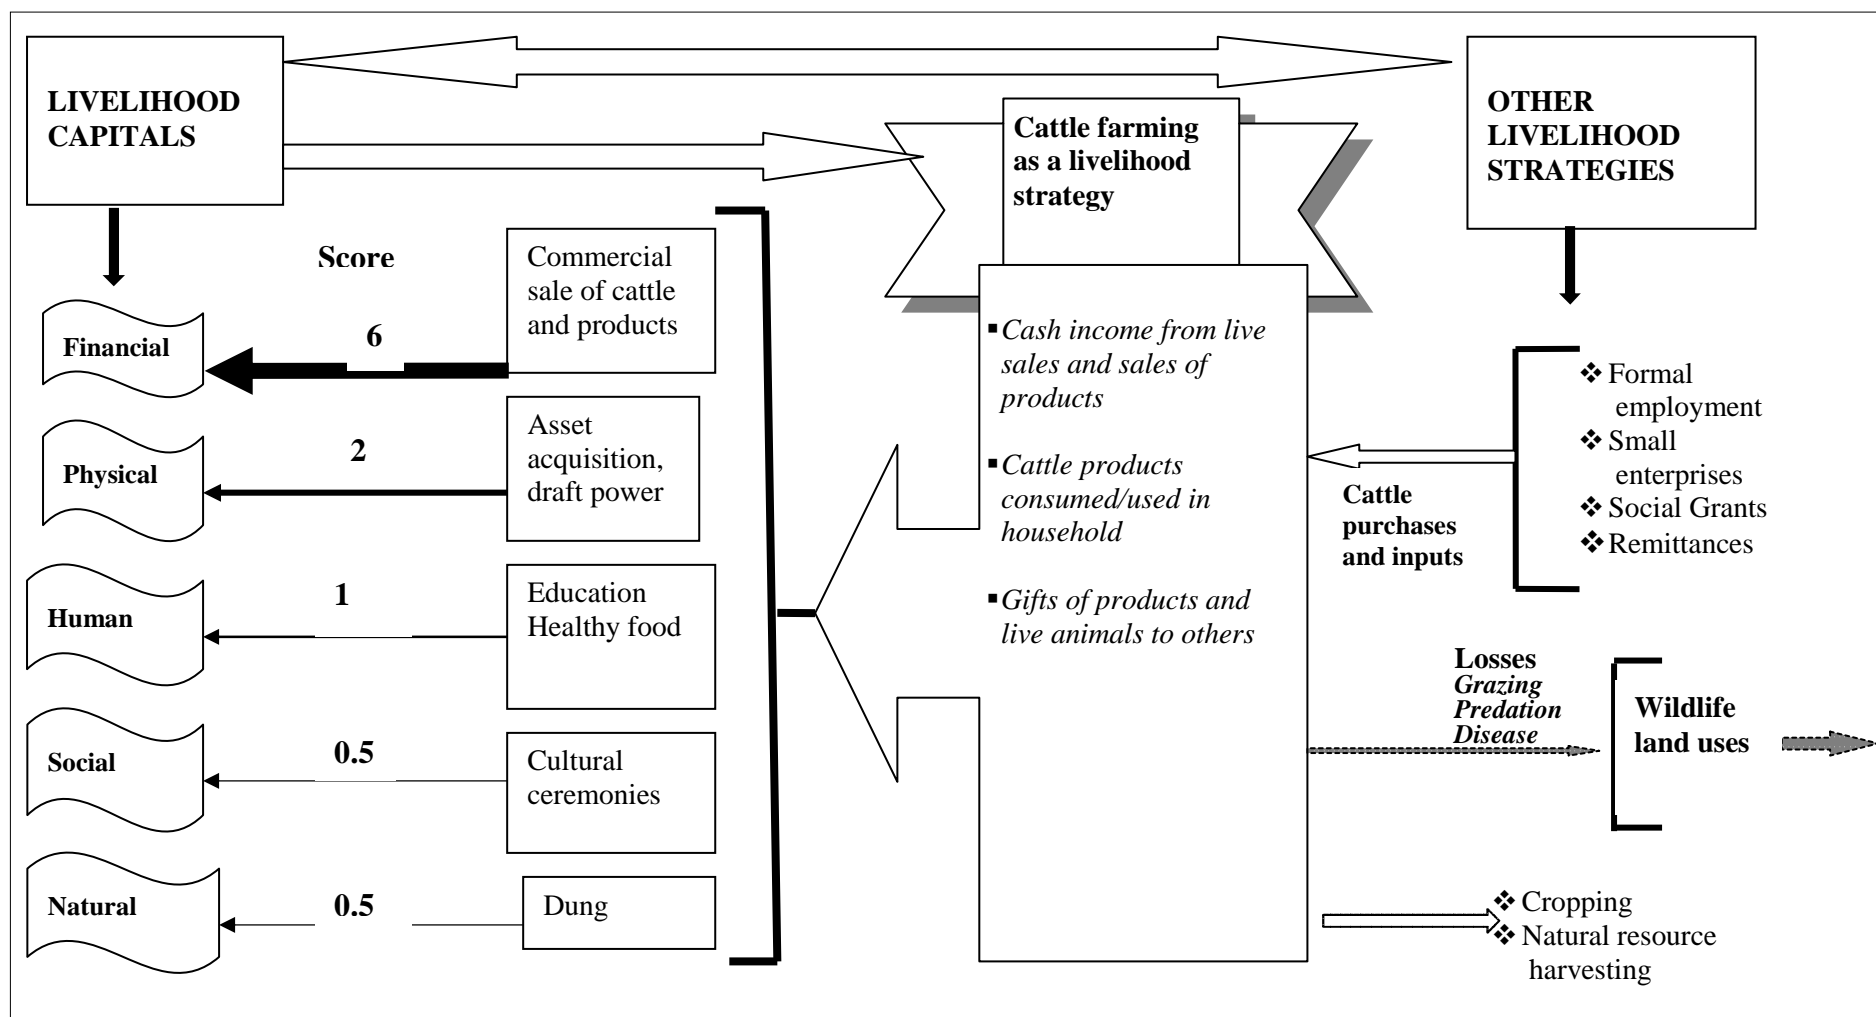 LIVELIHOOD
CAPITALS
Cattle farming
as a livelihood
strategy
OTHER
LIVELIHOOD
STRATEGIES
Score
Financial
6
Commercial
sale of cattle
and products
Physical
2
Asset
acquisition,
draft power
Human
1
Education
Healthy food
Social
0.5
Cultural
ceremonies
Natural
0.5
Dung
▪Cash income from live
sales and sales of
products
▪Cattle products
consumed/used in
household
▪Gifts of products and
live animals to others
Cattle
purchases
and inputs
❖ Formal
employment
❖ Small
enterprises
❖ Social Grants
❖ Remittances
Losses
Grazing
Predation
Disease
Wildlife
land uses
❖ Cropping
❖ Natural resource
harvesting